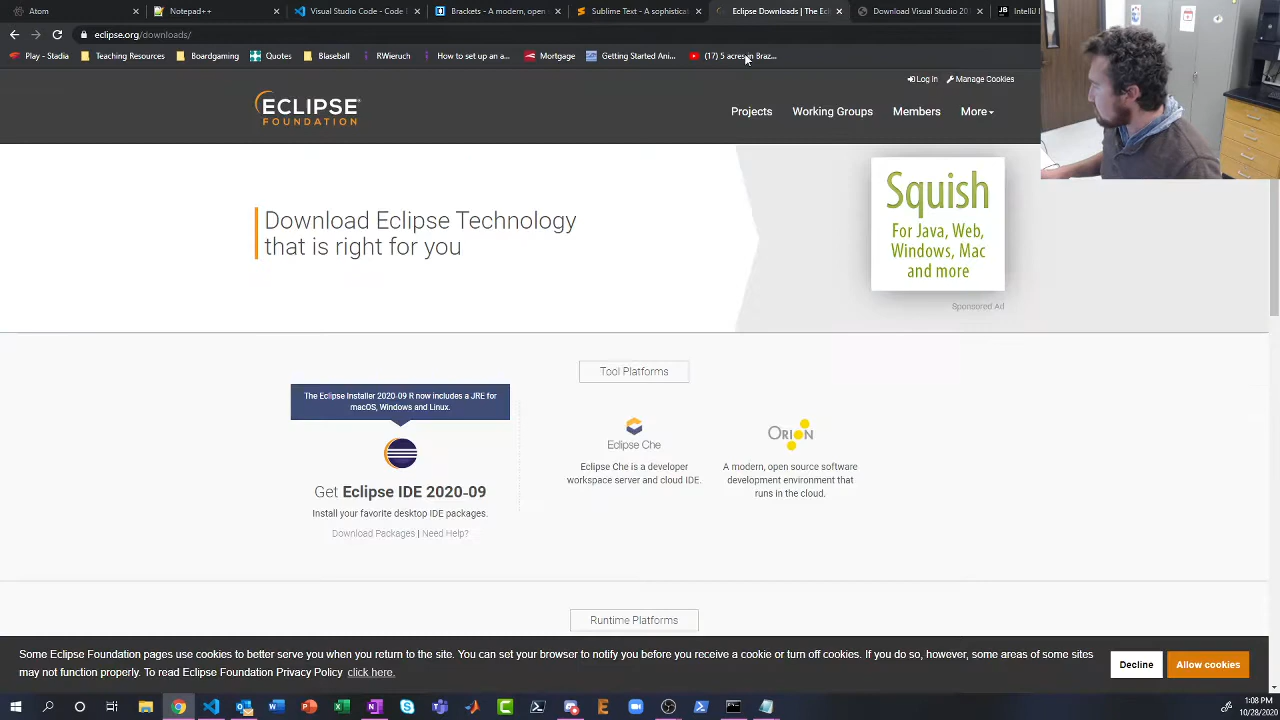 Atom
Notepad++
Visual Studio Code - Code
Brackets - A modern, open
Sublime Text - A sophistica
Eclipse Downloads | The Ec
Download Visual Studio 20
IntelliJ
eclipse.org/downloads/
Play - Stadia
Teaching Resources
Boardgaming
Quotes
Blaseball
RWieruch
How to set up an a...
Mortgage
Getting Started Ani...
(17) 5 acres in Braz...
Log in
Manage Cookies
ECLIPSE
FOUNDATION
Projects
Working Groups
Members
More
Download Eclipse Technology
that is right for you
Squish
For Java, Web,
Windows, Mac
and more
Sponsored Ad
Tool Platforms
The Eclipse Installer 2020-09 R now includes a JRE for
macOS, Windows and Linux.
Get Eclipse IDE 2020-09
Install your favorite desktop IDE packages.
Download Packages | Need Help?
Eclipse Che
Eclipse Che is a developer
workspace server and cloud IDE.
ORION
A modern, open source software
development environment that
runs in the cloud.
Runtime Platforms
Some Eclipse Foundation pages use cookies to better serve you when you return to the site. You can set your browser to notify you before you receive a cookie or turn off cookies. If you do so, however, some areas of some sites
may not function properly. To read Eclipse Foundation Privacy Policy click here.
Decline
Allow cookies
1:08 PM
10/28/2020